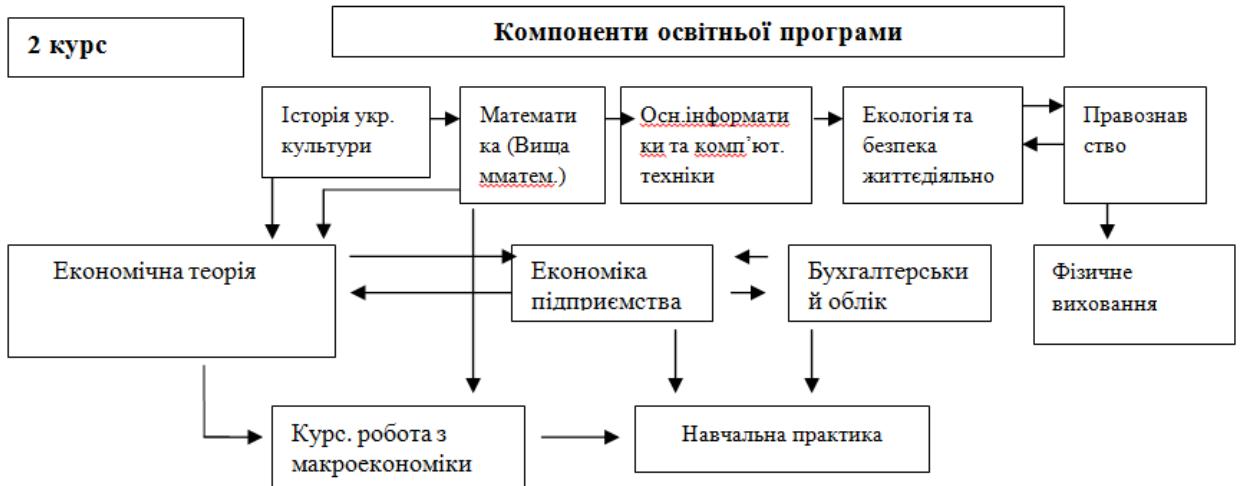 2 курс
Компоненти освітньої програми
Історія укр.
культури
Математи
ка (Вища
мматем.)
Осн.інформати
ки та комп’ют.
техніки
Екологія та
безпека
життєдіяльно
Правознав
ство
Економічна теорія
Економіка
підприємства
Бухгалтерськи
й облік
Фізичне
виховання
Курс. робота з
макроекономіки
Навчальна практика